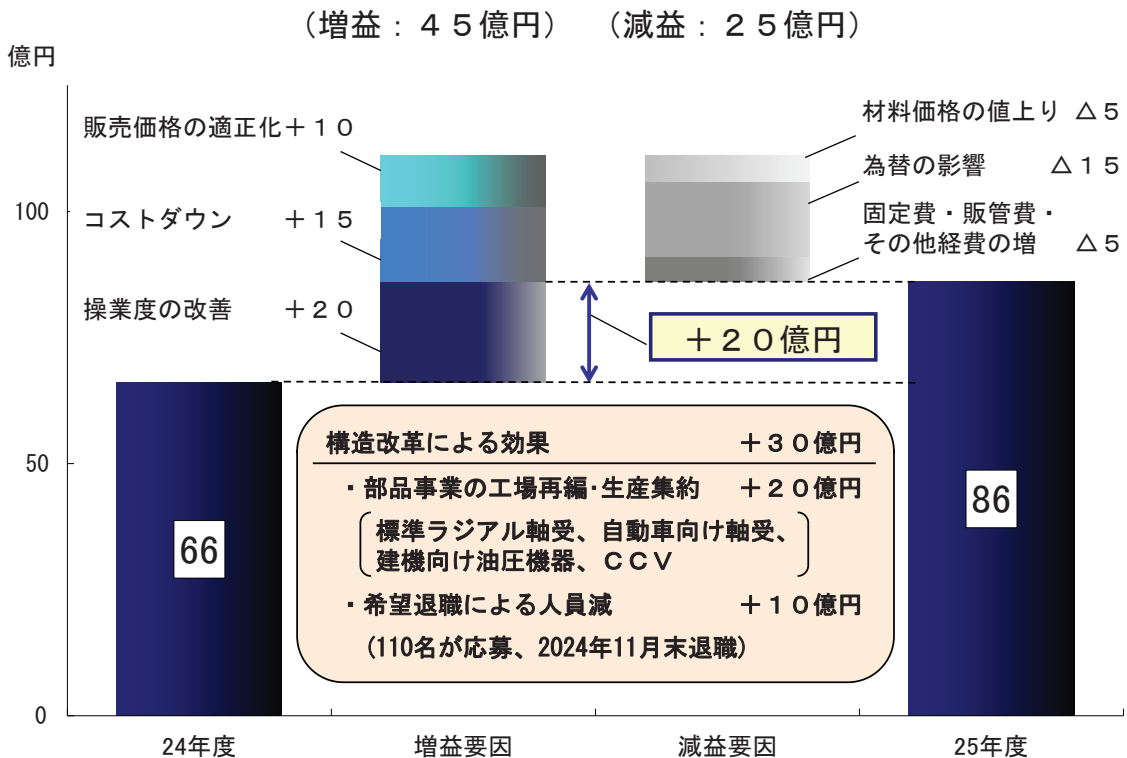 （増益：４５億円）　（減益：２５億円）
億円
販売価格の適正化＋１０
コストダウン　＋１５
操業度の改善　＋２０
材料価格の値上り △５
為替の影響　△１５
固定費・販管費・
その他経費の増　△５
＋２０億円
構造改革による効果　＋３０億円
・部品事業の工場再編・生産集約　＋２０億円
標準ラジアル軸受、自動車向け軸受、
建機向け油圧機器、ＣＣＶ
・希望退職による人員減　＋１０億円
(110名が応募、2024年11月末退職)
66
86
100
50
0
24年度　増益要因　減益要因　25年度